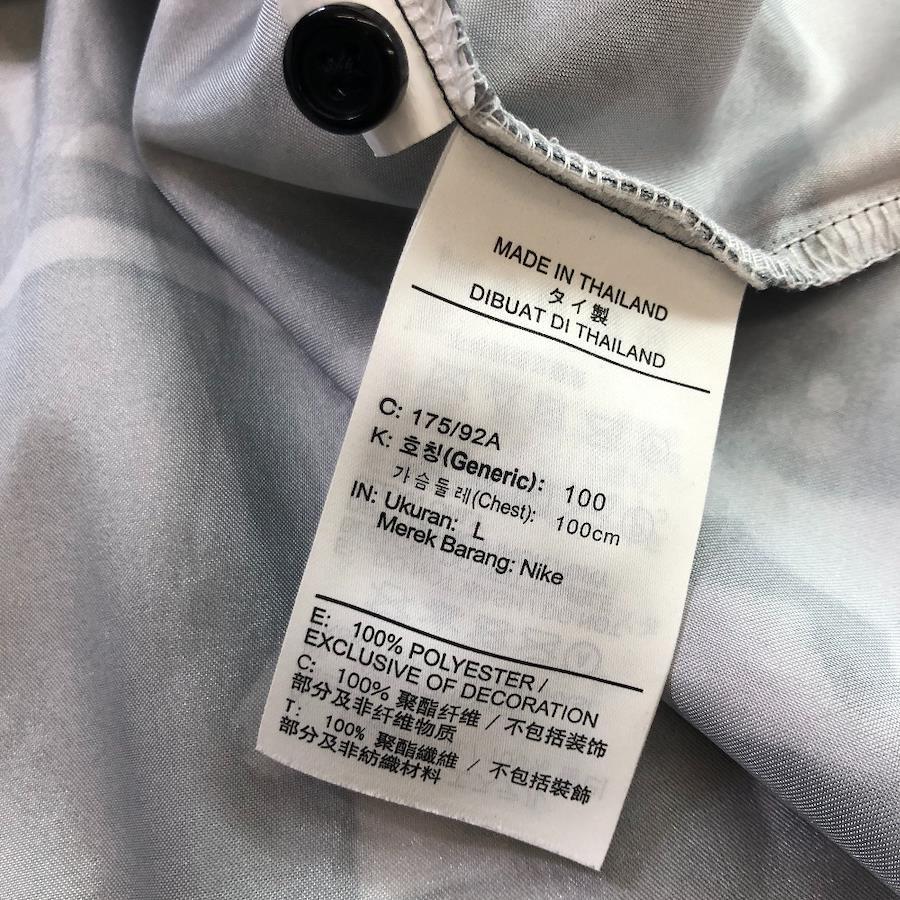 MADE IN THAILAND
タイ製
DIBUAT DI THAILAND
C: 175/92A
K: 호칭(Generic): 100
가슴둘레(Chest): 100cm
IN: Ukuran: L
Merek Barang: Nike
E: 100% POLYESTER /
EXCLUSIVE OF DECORATION
C: 100% 聚酯纤维 / 不包括装饰
部分及非纤维物质
T: 100% 聚酯纖維 / 不包括裝飾
部分及非紡織材料